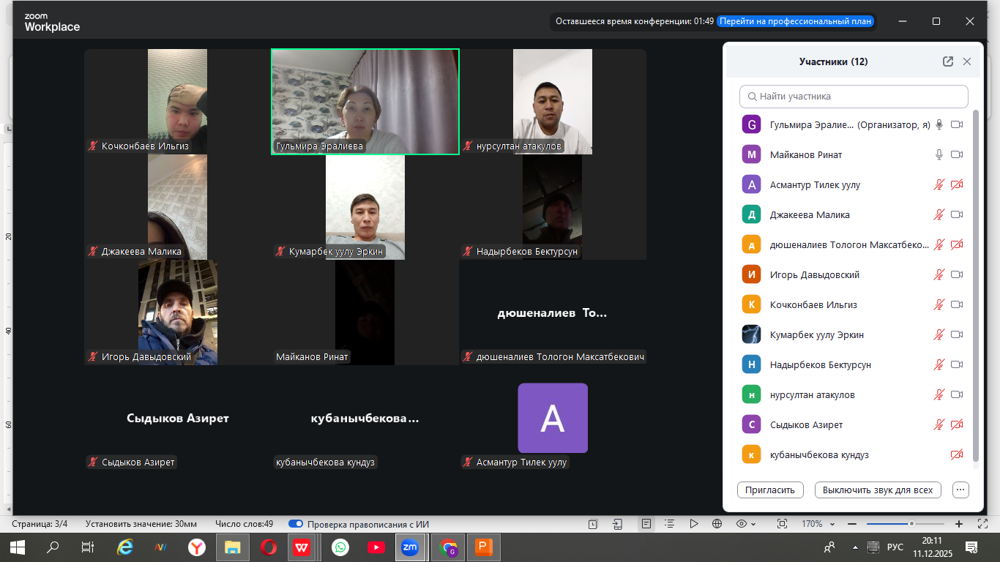 zoom
Workplace
Оставшееся время конференции: 01:49 Перейти на профессиональный план
Кочконбаев Ильгиз
Гульмира Эралиева
нурсултан атакулов
Джакеева Малика
Кумарбек уулу Эркин
Надырбеков Бектурсун
Игорь Давыдовский
Майканов Ринат
дюшеналиев То...
дюшеналиев Тологон Максатбекович
Сыдыков Азирет
Сыдыков Азирет
кубанычбекова...
кубанычбекова кундуз
А
Асмантур Тилек уулу
Участники (12)
Найти участника
G Гульмира Эралие... (Организатор, я)
М Майканов Ринат
А Асмантур Тилек уулу
Д Джакеева Малика
д дюшеналиев Тологон Максатбеко...
И Игорь Давыдовский
К Кочконбаев Ильгиз
Кумарбек уулу Эркин
Н Надырбеков Бектурсун
н нурсултан атакулов
С Сыдыков Азирет
к кубанычбекова кундуз
Пригласить
Выключить звук для всех
...
20
40
60
Страница: 3/4 Установить значение: 30мм Число слов:49 Проверка правописания с ИИ 170%
zm
G
P
РУС
20:11
11.12.2025